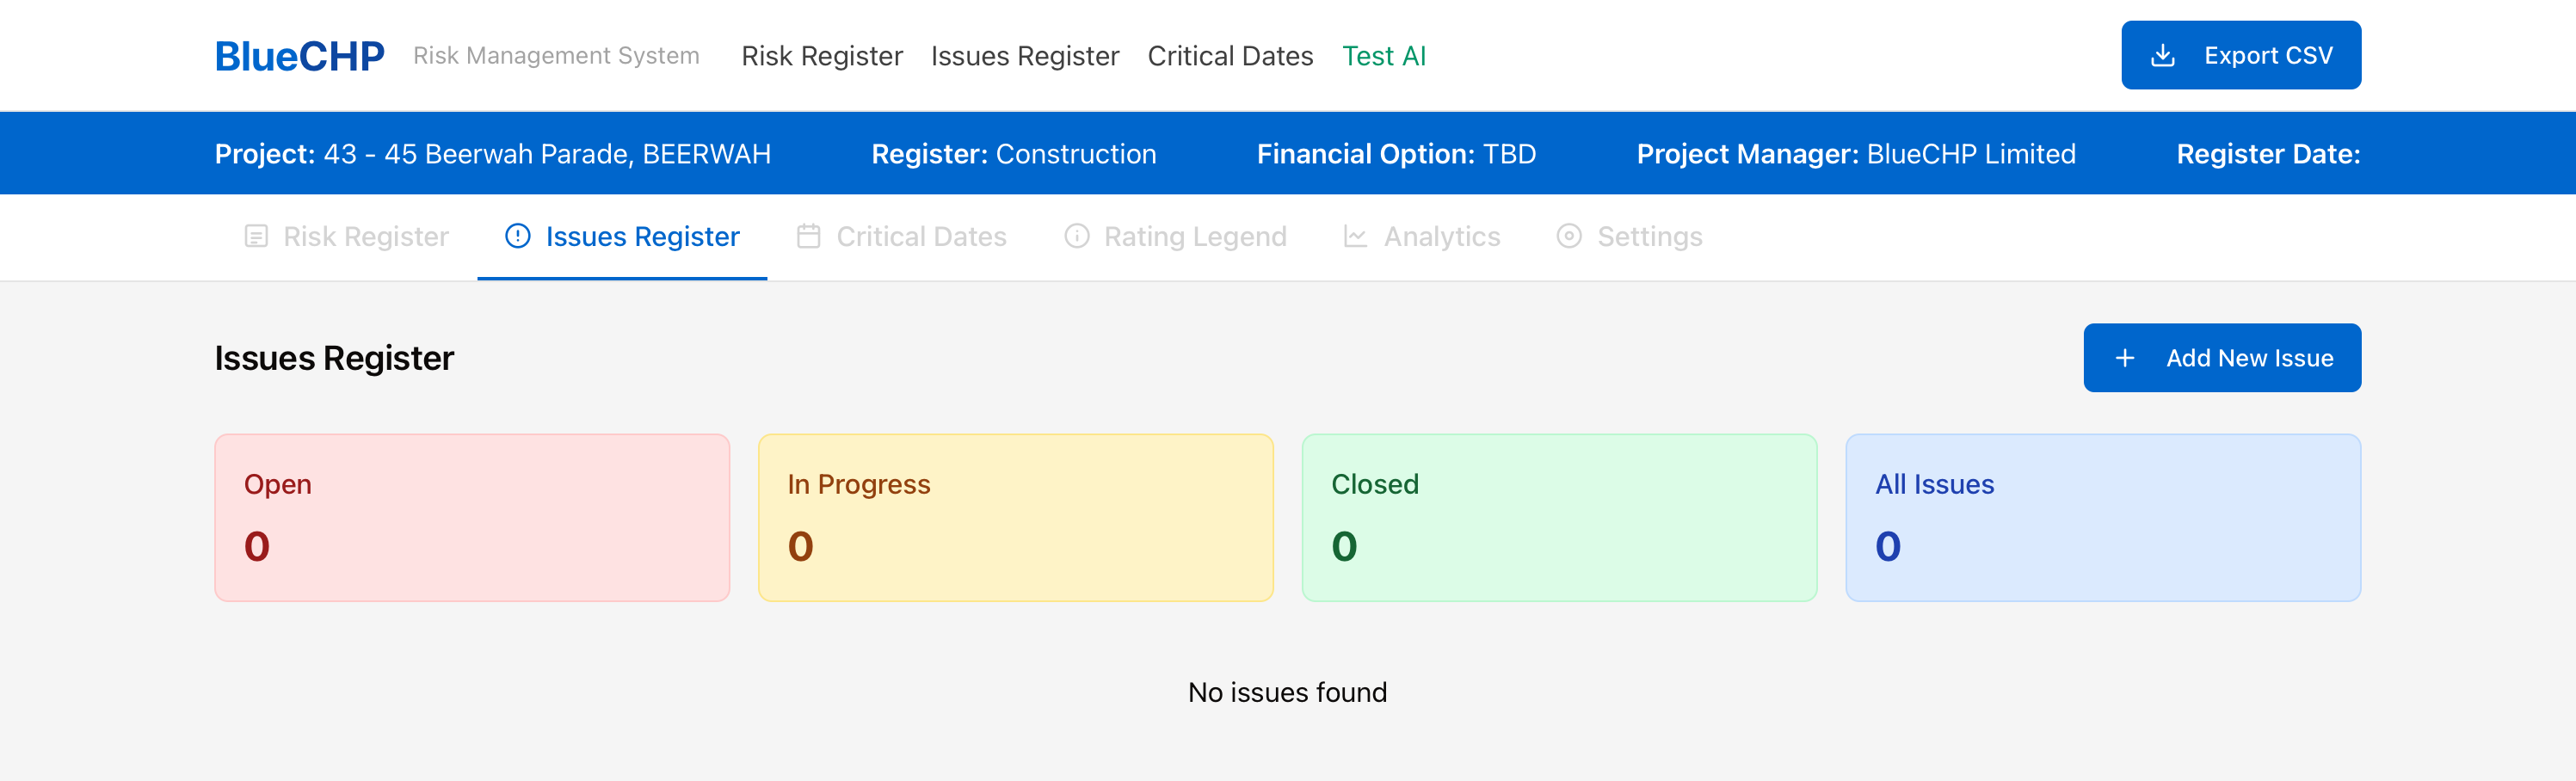 BlueCHP Risk Management System Risk Register Issues Register Critical Dates Test AI Export CSV
Project: 43 - 45 Beerwah Parade, BEERWAH Register: Construction Financial Option: TBD Project Manager: BlueCHP Limited Register Date:
Risk Register Issues Register Critical Dates Rating Legend Analytics Settings
Issues Register + Add New Issue
Open In Progress Closed All Issues
0 0 0 0
No issues found